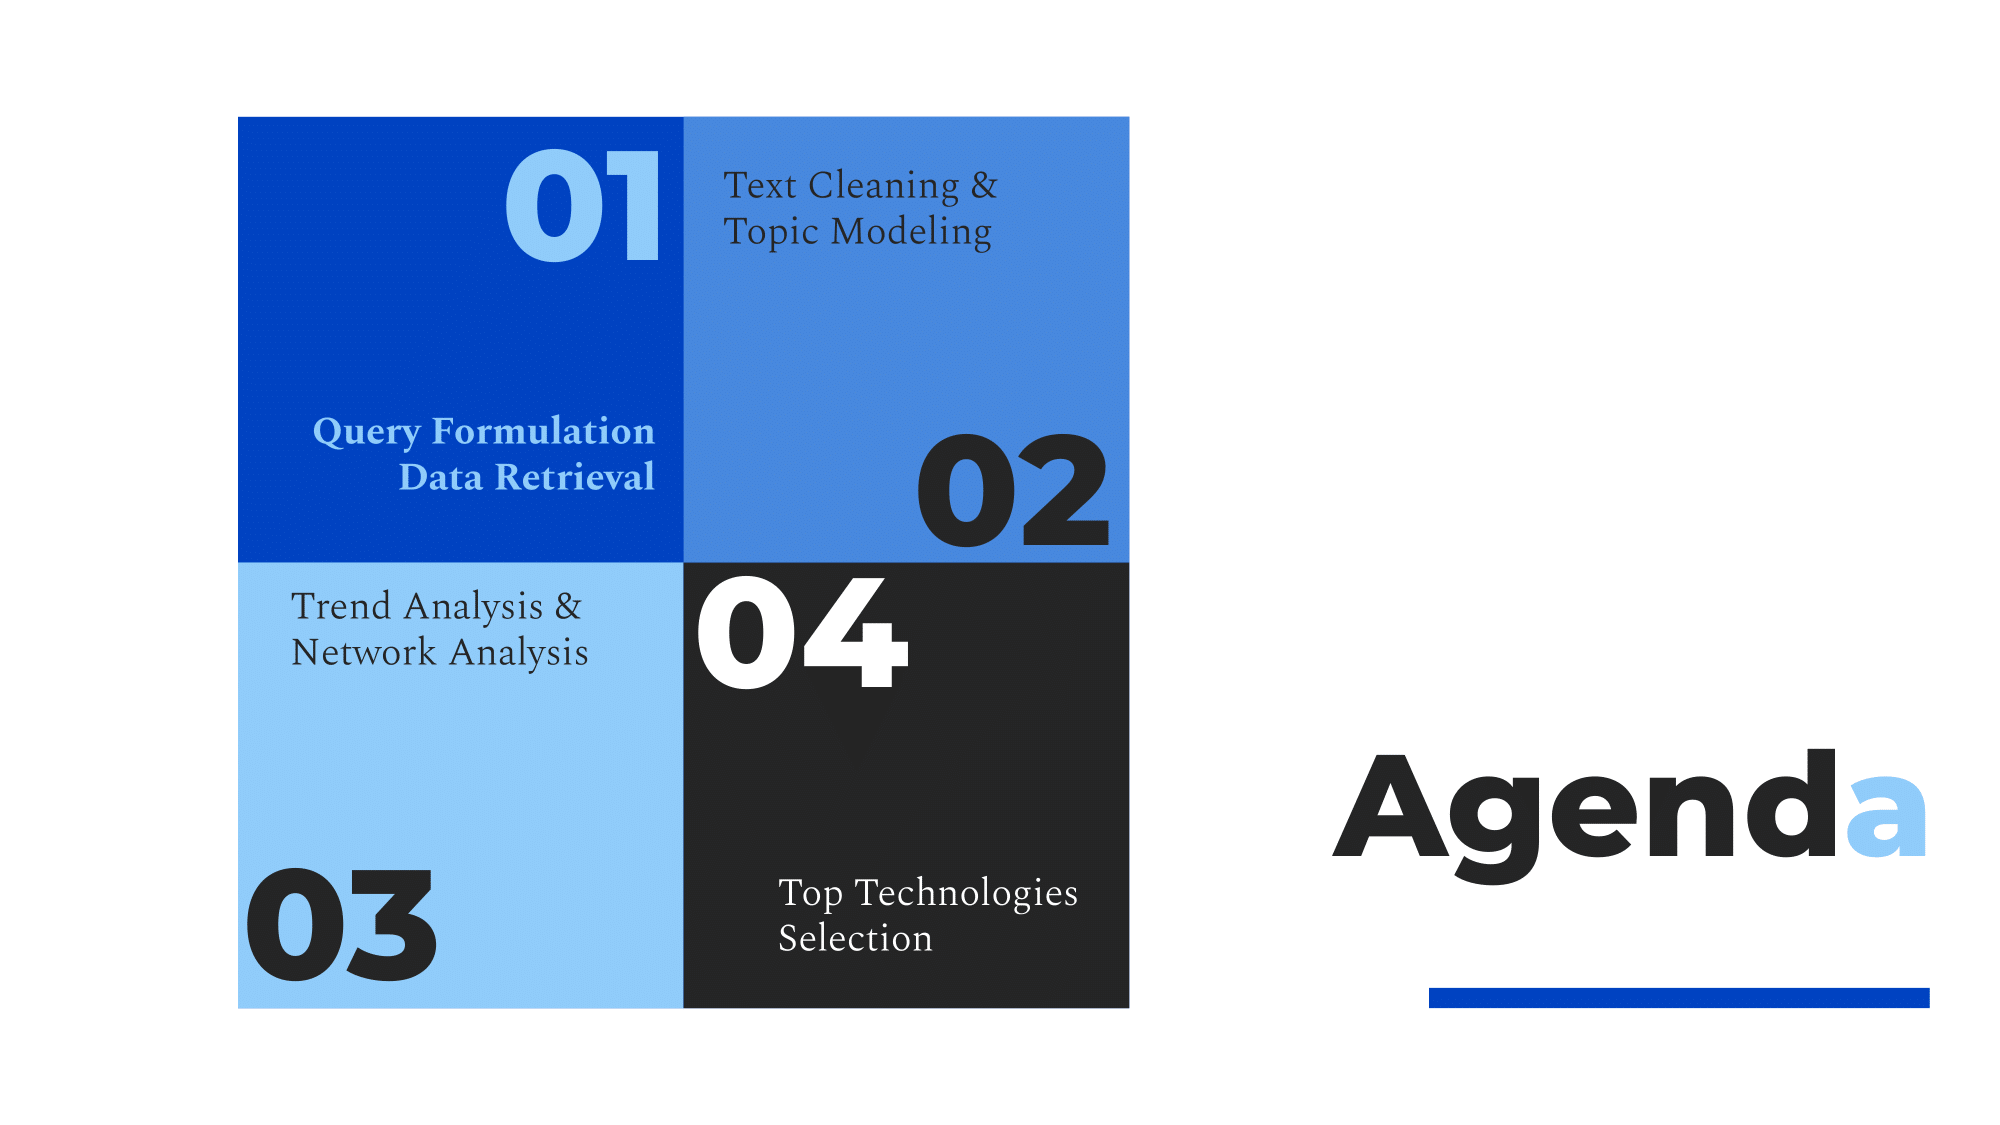 01
Query Formulation
Data Retrieval
Text Cleaning &
Topic Modeling
02
Trend Analysis &
Network Analysis
03
04
Top Technologies
Selection
Agenda